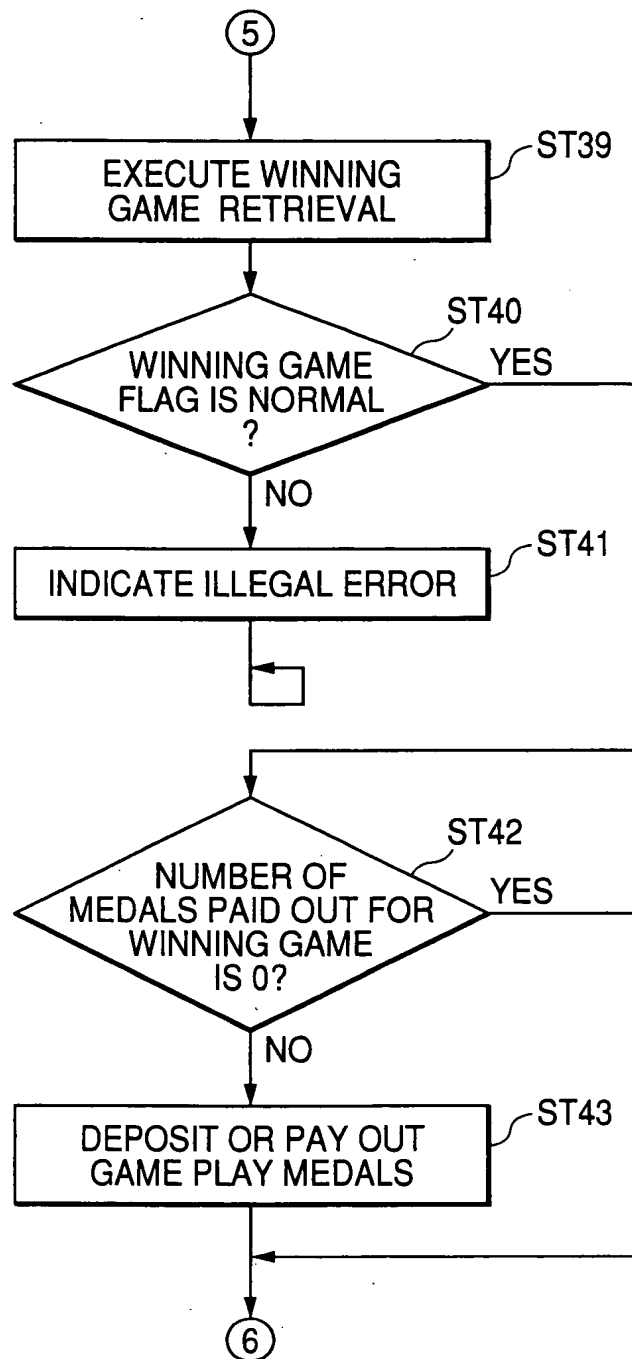 5
ST39
EXECUTE WINNING
GAME RETRIEVAL
ST40
WINNING GAME
FLAG IS NORMAL
?
YES
NO
ST41
INDICATE ILLEGAL ERROR
ST42
NUMBER OF
MEDALS PAID OUT FOR
WINNING GAME
IS 0?
YES
NO
ST43
DEPOSIT OR PAY OUT
GAME PLAY MEDALS
6